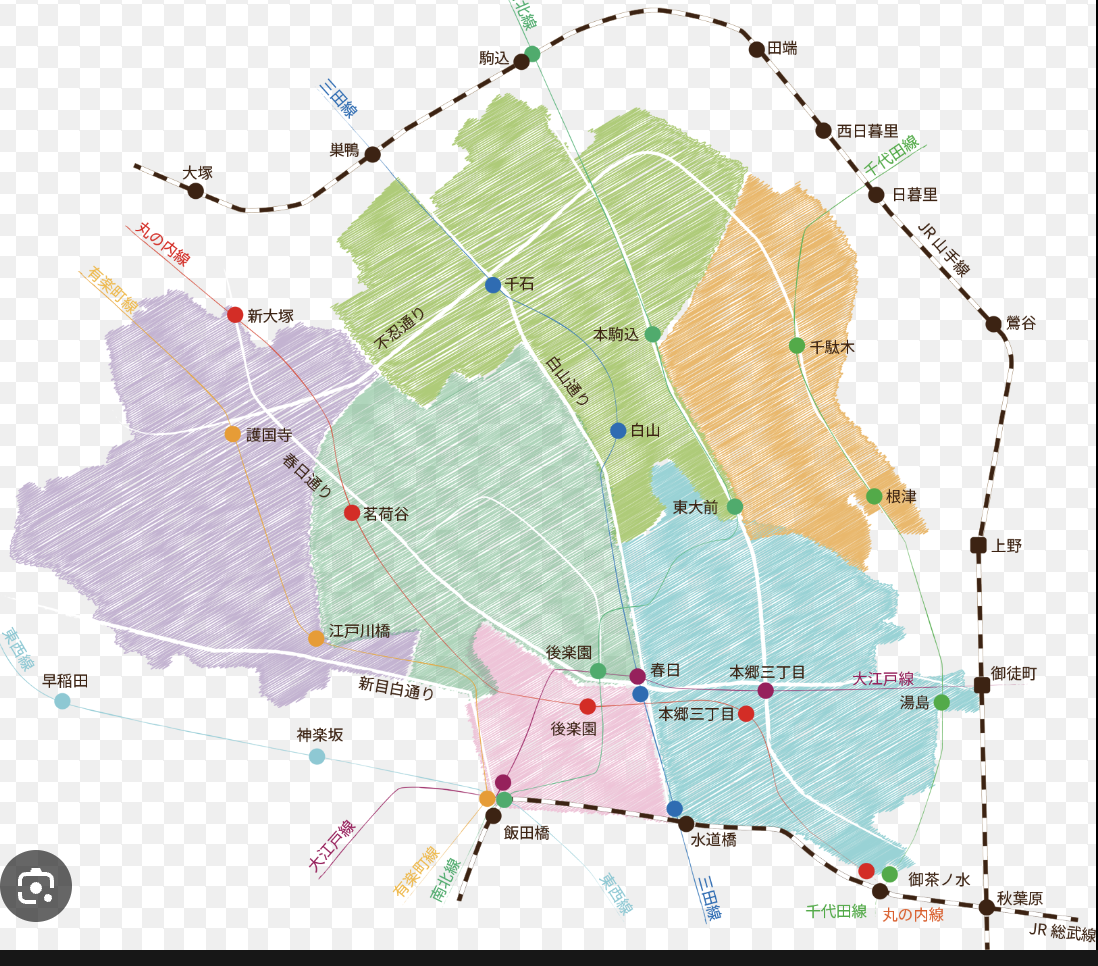 北線
駒込
田端
三田線
西日暮里
巣鴨
千代田線
大塚
日暮里
丸の内線
JR 山手線
有楽町線
千石
新大塚
不忍通り
本駒込
鶯谷
千駄木
白山通り
護国寺
白山
春日通り
根津
東大前
茗荷谷
上野
江戸川橋
東西線
後楽園
春日
本郷三丁目
大江戸線
御徒町
早稲田
新目白通り
湯島
本郷三丁目
後楽園
神楽坂
飯田橋
水道橋
大江戸線
有楽町線
南北線
東西線
三田線
御茶ノ水
千代田線
丸の内線
秋葉原
JR 総武線